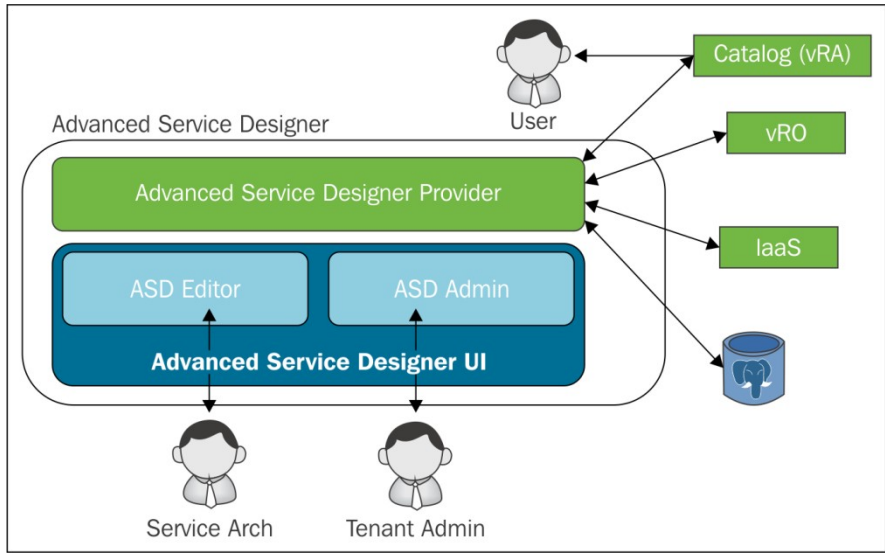 Catalog (vRA)
User
Advanced Service Designer
vRO
Advanced Service Designer Provider
IaaS
ASD Editor
ASD Admin
Advanced Service Designer UI
Service Arch
Tenant Admin